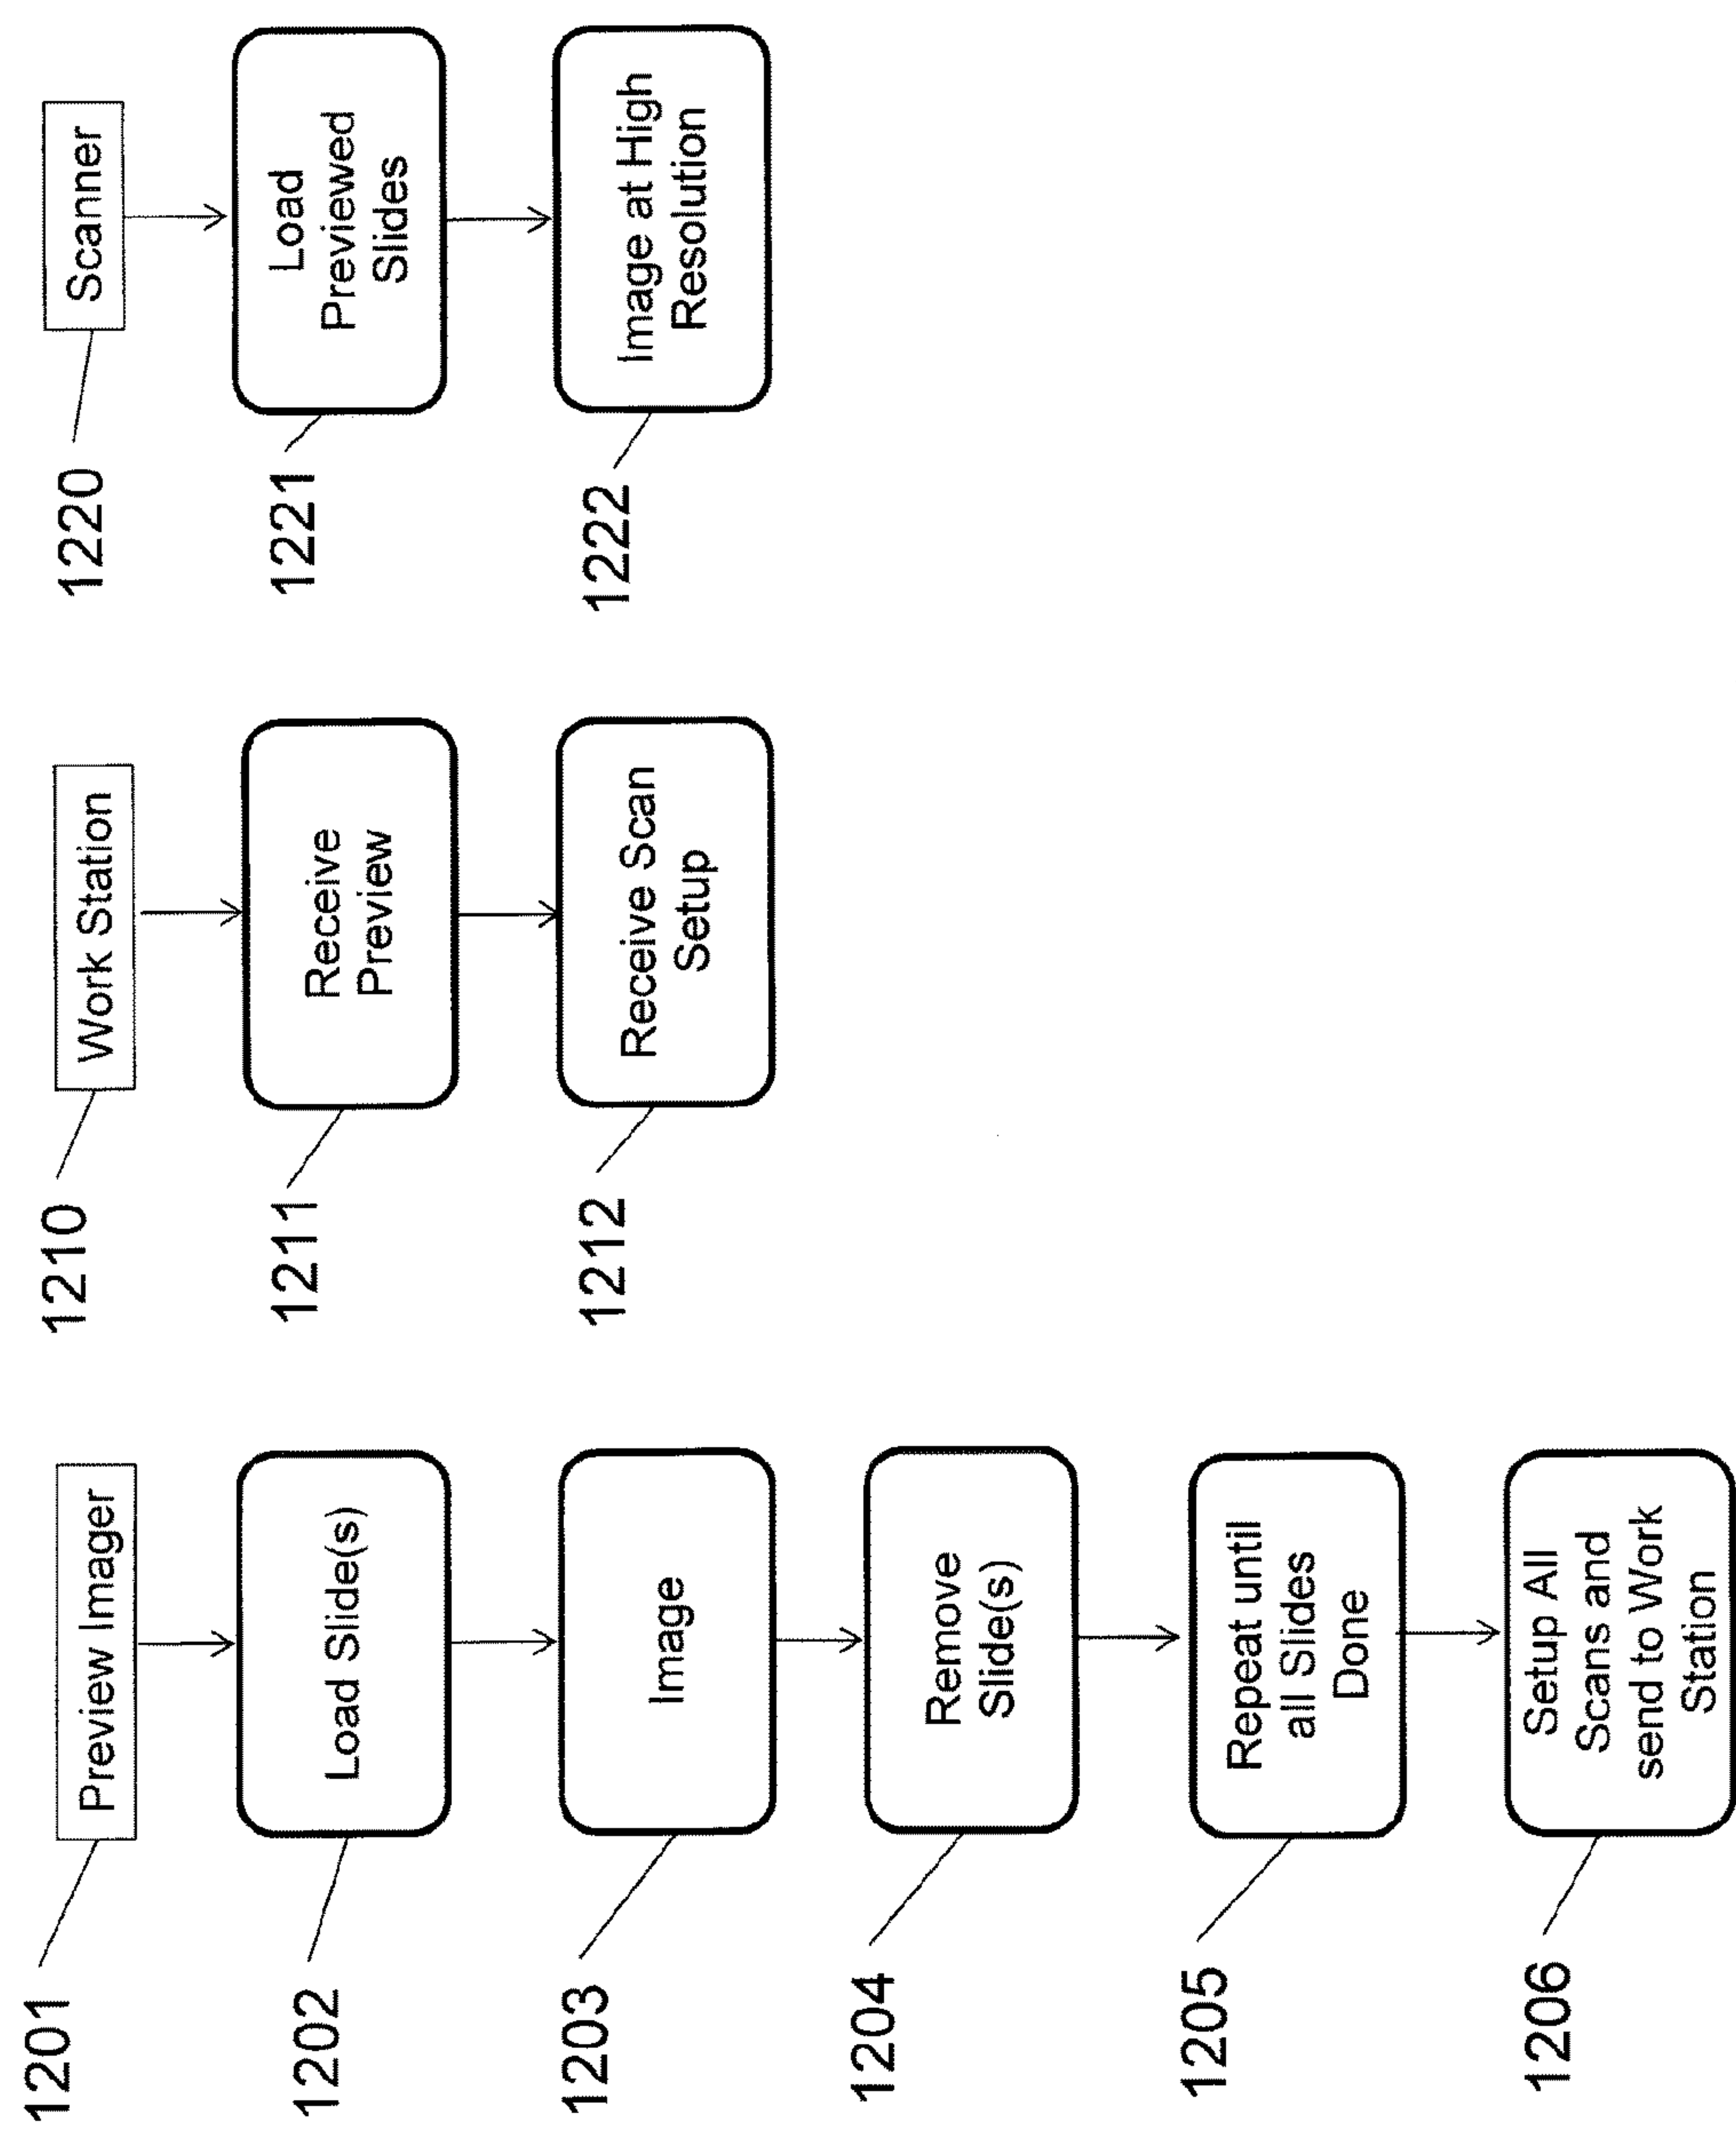 1201
Preview Imager
1202
Load Slide(s)
1203
Image
1204
Remove
Slide(s)
1205
Repeat until
all Slides
Done
1206
Setup All
Scans and
send to Work
Station
1210
Work Station
1211
Receive
Preview
1212
Receive Scan
Setup
1220
Scanner
1221
Load
Previewed
Slides
1222
Image at High
Resolution